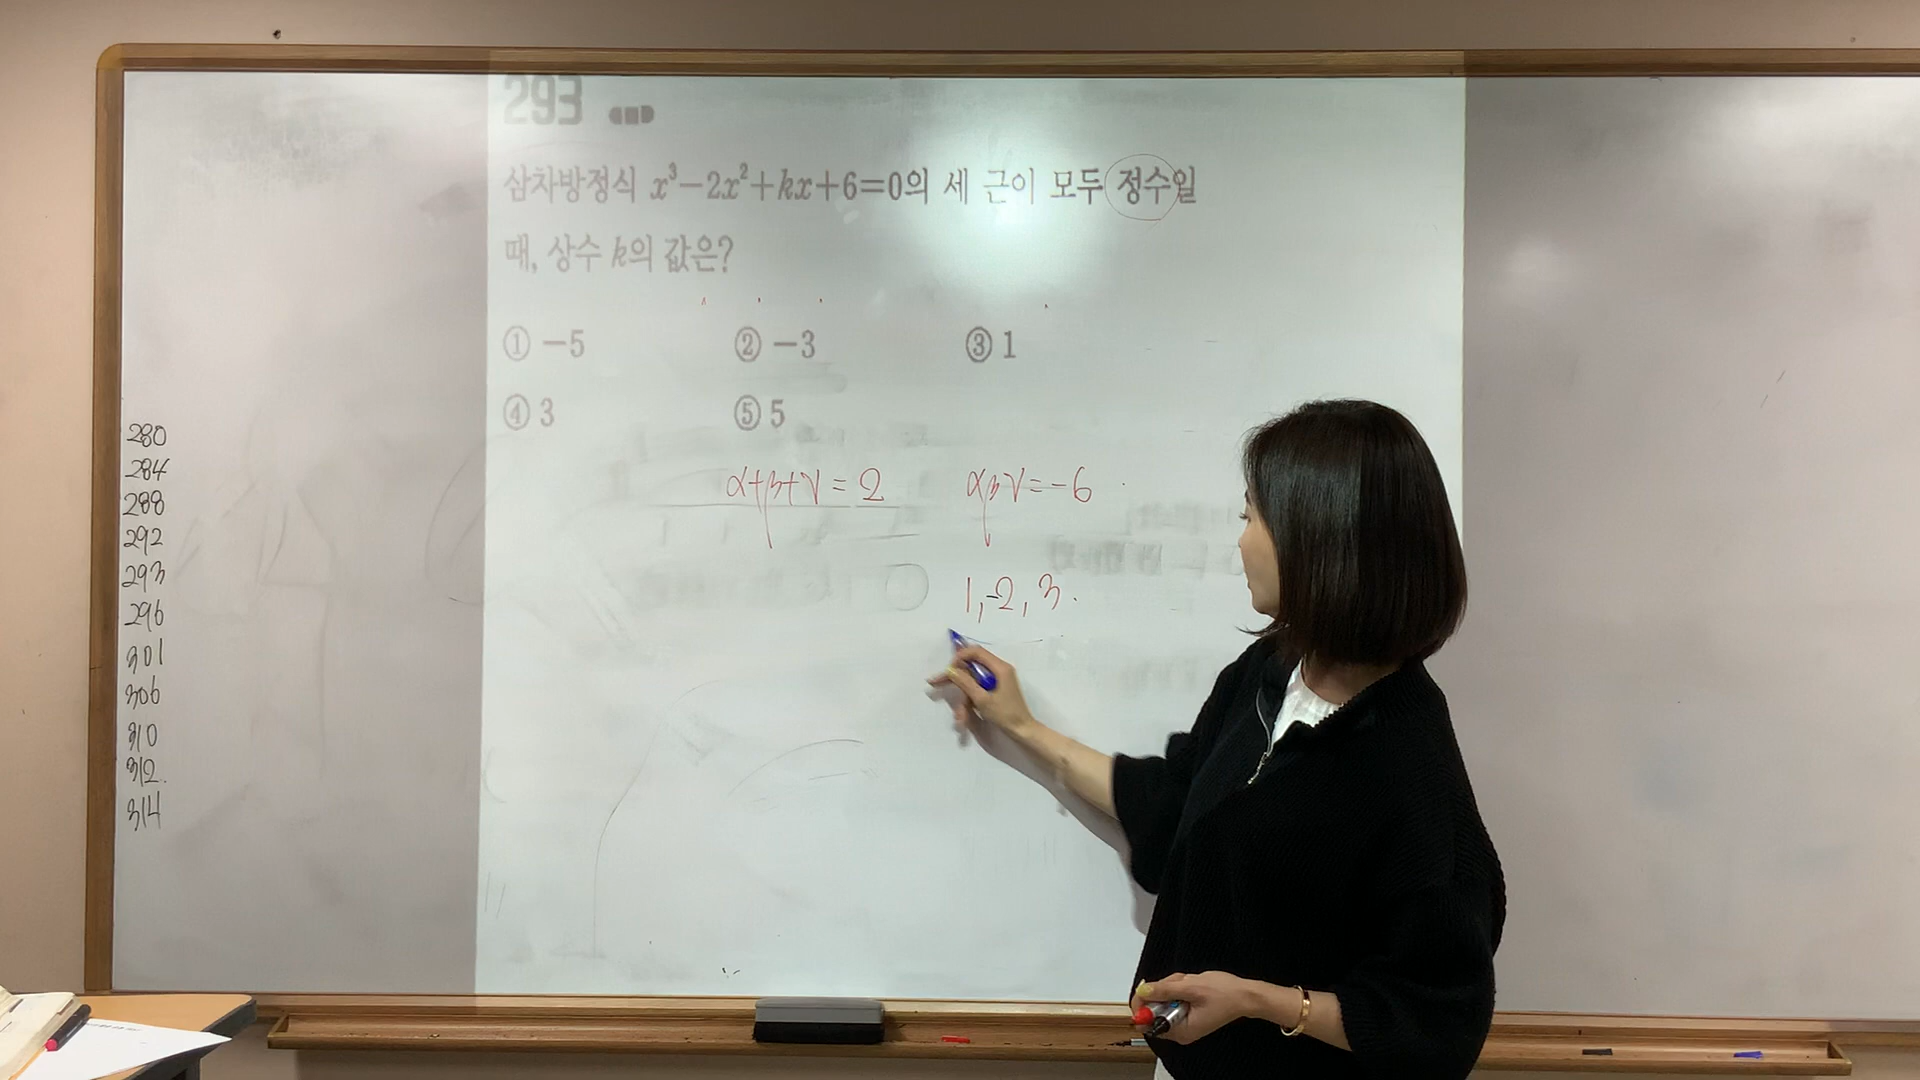 293
삼차방정식 x³-2x²+kx+6=0의 세 근이 모두 정수일
때, 상수 k의 값은?
① -5 ② -3 ③ 1
④ 3 ⑤ 5
α+β+γ=2 αβγ=-6
1,-2, 3.
280
284
288
292
293
296
301
306
310
312.
314